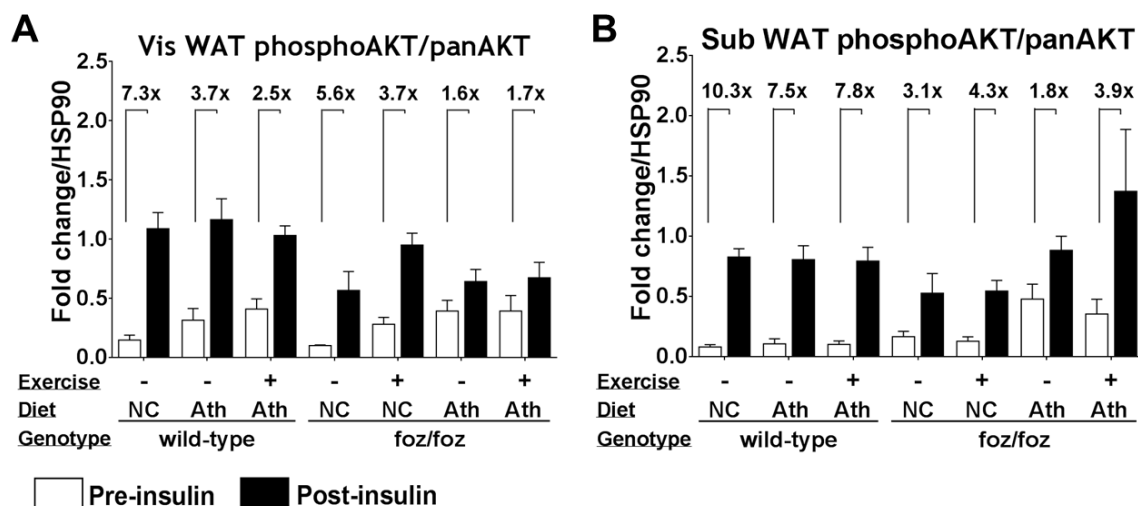 A
Vis WAT phosphoAKT/panAKT
Fold change/HSP90
2.5
2.0
1.5
1.0
0.5
0.0
7.3x 3.7x 2.5x 5.6x 3.7x 1.6x 1.7x
Exercise - - + - + - +
Diet NC Ath Ath NC NC Ath Ath
Genotype wild-type foz/foz
B
Sub WAT phosphoAKT/panAKT
Fold change/HSP90
2.5
2.0
1.5
1.0
0.5
0.0
10.3x 7.5x 7.8x 3.1x 4.3x 1.8x 3.9x
Exercise - - + - + - +
Diet NC Ath Ath NC NC Ath Ath
Genotype wild-type foz/foz
Pre-insulin Post-insulin